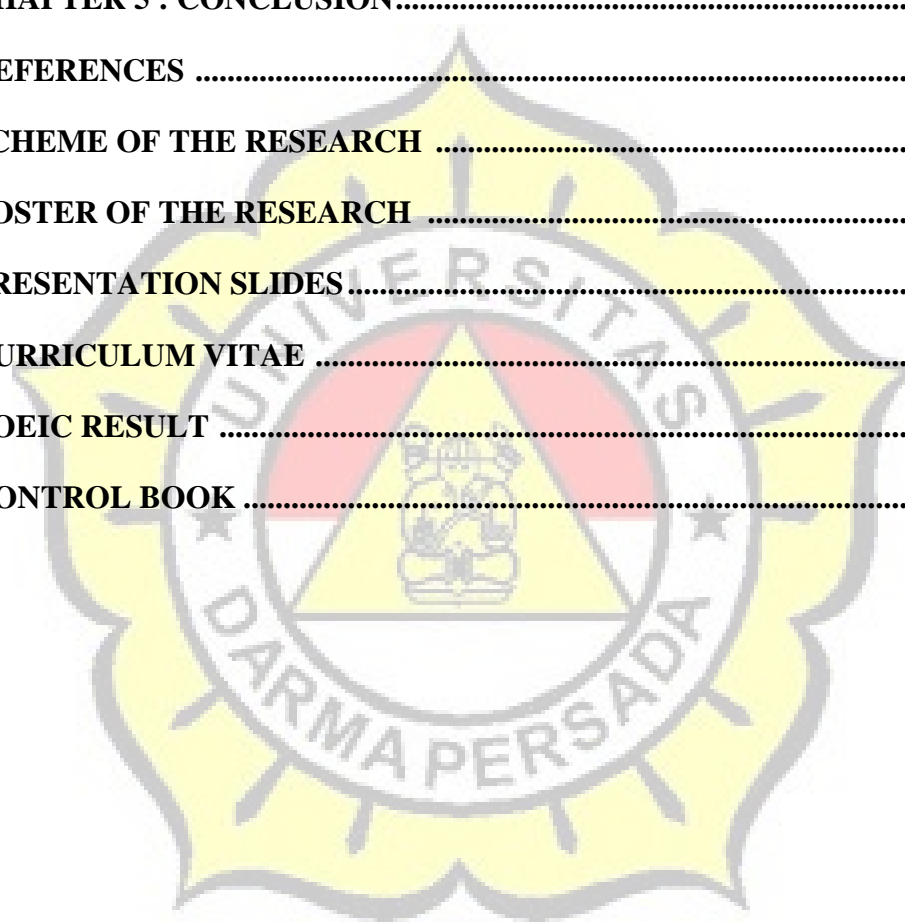 HAPTER 5 : CONCLUSION........................................................
EFERENCES ........................................................
CHEME OF THE RESEARCH ........................................................
OSTER OF THE RESEARCH ........................................................
RESENTATION SLIDES........................................................
URRICULUM VITAE ........................................................
OEIC RESULT ........................................................
ONTROL BOOK ........................................................
UNIVERSITAS
DARMA PERSADA